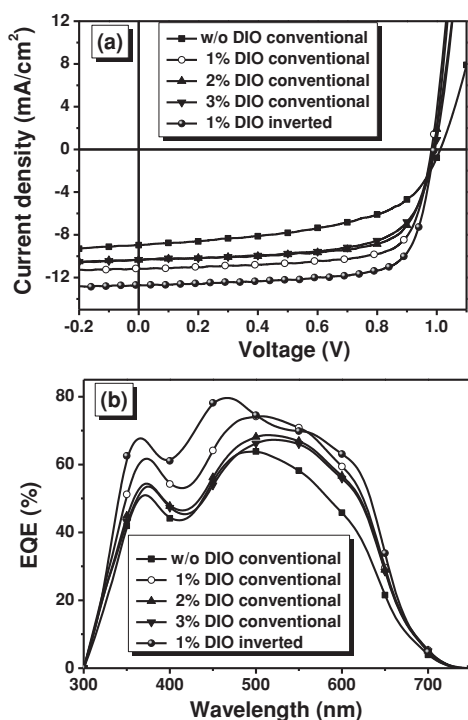 (a)
w/o DIO conventional
1% DIO conventional
2% DIO conventional
3% DIO conventional
1% DIO inverted
Current density (mA/cm²)
12
8
4
0
-4
-8
-12
-0.2 0.0 0.2 0.4 0.6 0.8 1.0
Voltage (V)
(b)
EQE (%)
80
60
40
20
0
w/o DIO conventional
1% DIO conventional
2% DIO conventional
3% DIO conventional
1% DIO inverted
300 400 500 600 700
Wavelength (nm)